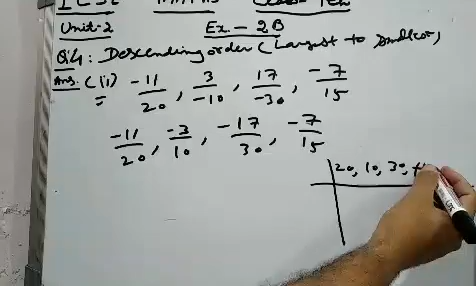 Unit-2 Ex-2B
Q4: Descending order (Largest to
Ans. (ii) -11/20, 3/-10, 17/-30, -7/15
-11/20, -3/10, -17/30, -7/15
20, 10, 30,